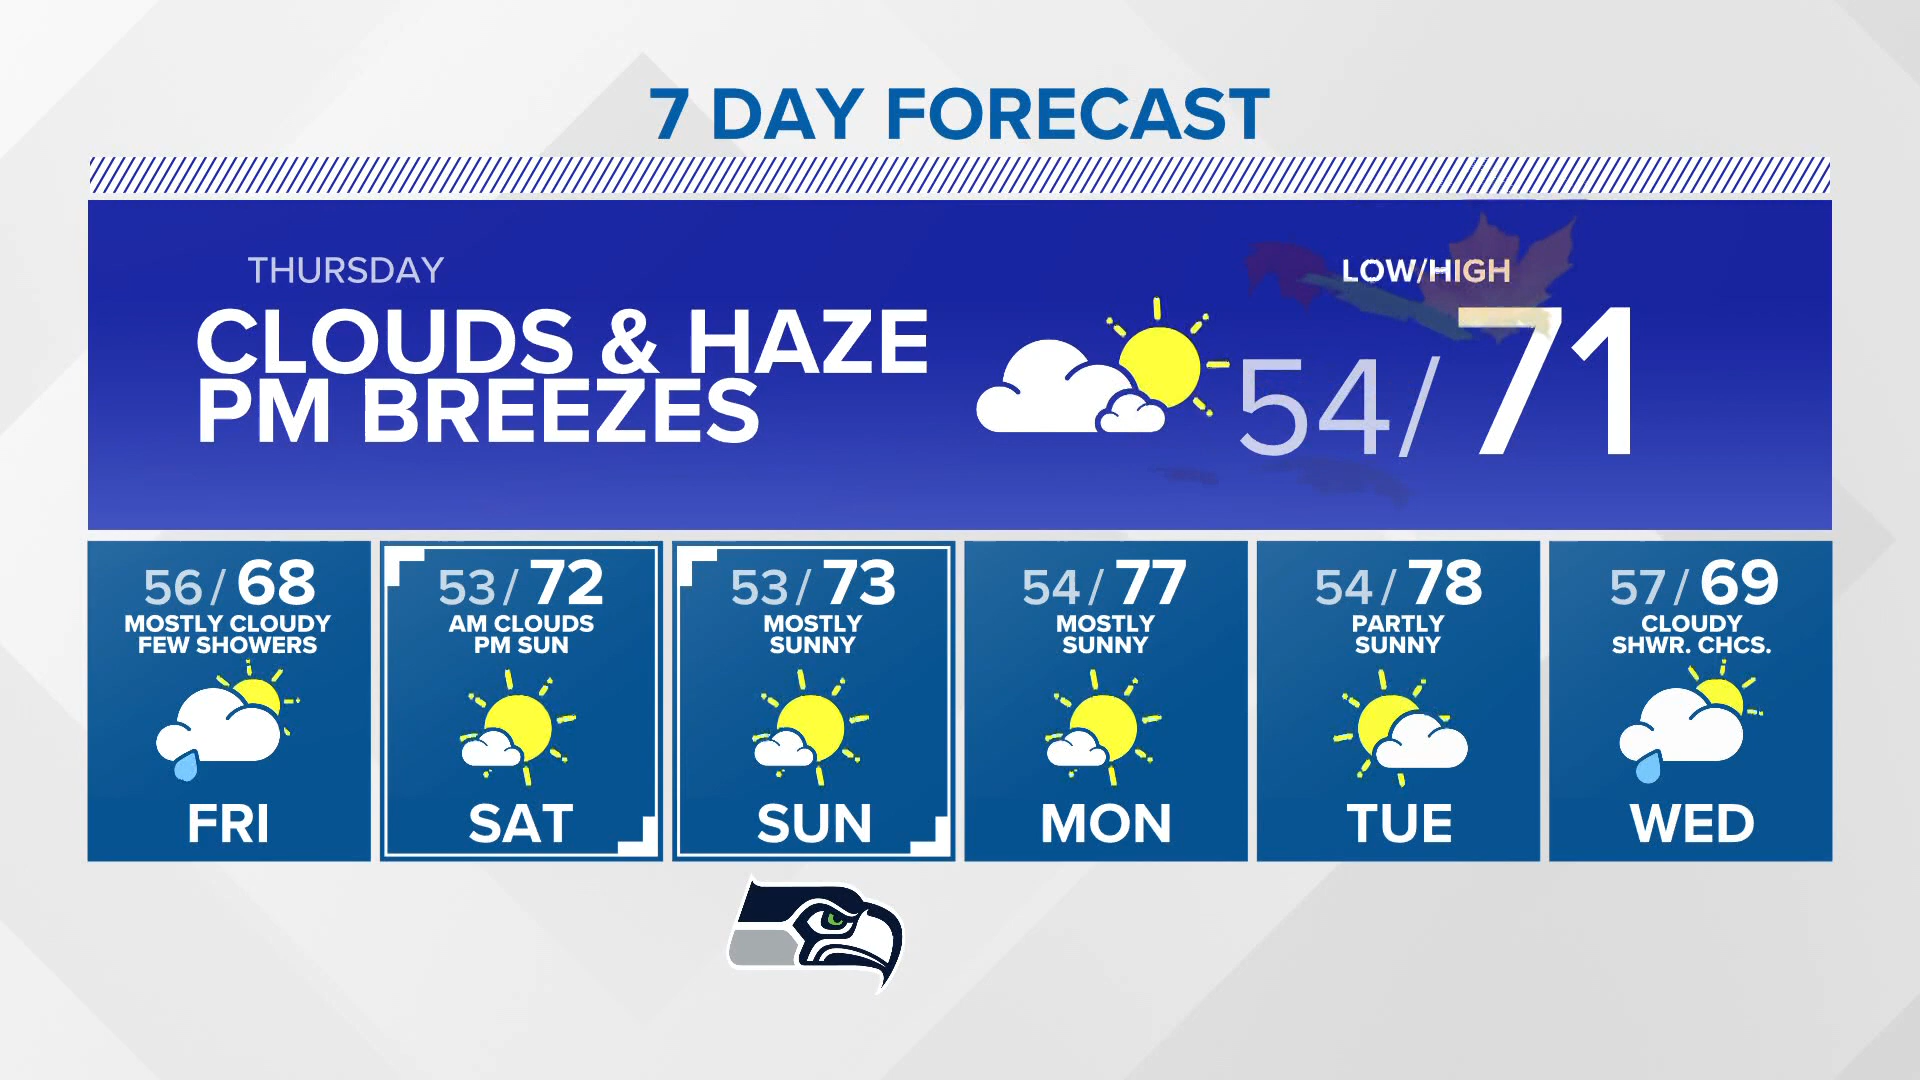 7 DAY FORECAST
THURSDAY
CLOUDS & HAZE
PM BREEZES
LOW/HIGH
54/71
56/68
MOSTLY CLOUDY
FEW SHOWERS
FRI
53/72
AM CLOUDS
PM SUN
SAT
53/73
MOSTLY
SUNNY
SUN
54/77
MOSTLY
SUNNY
MON
54/78
PARTLY
SUNNY
TUE
57/69
CLOUDY
SHWR. CHCS.
WED